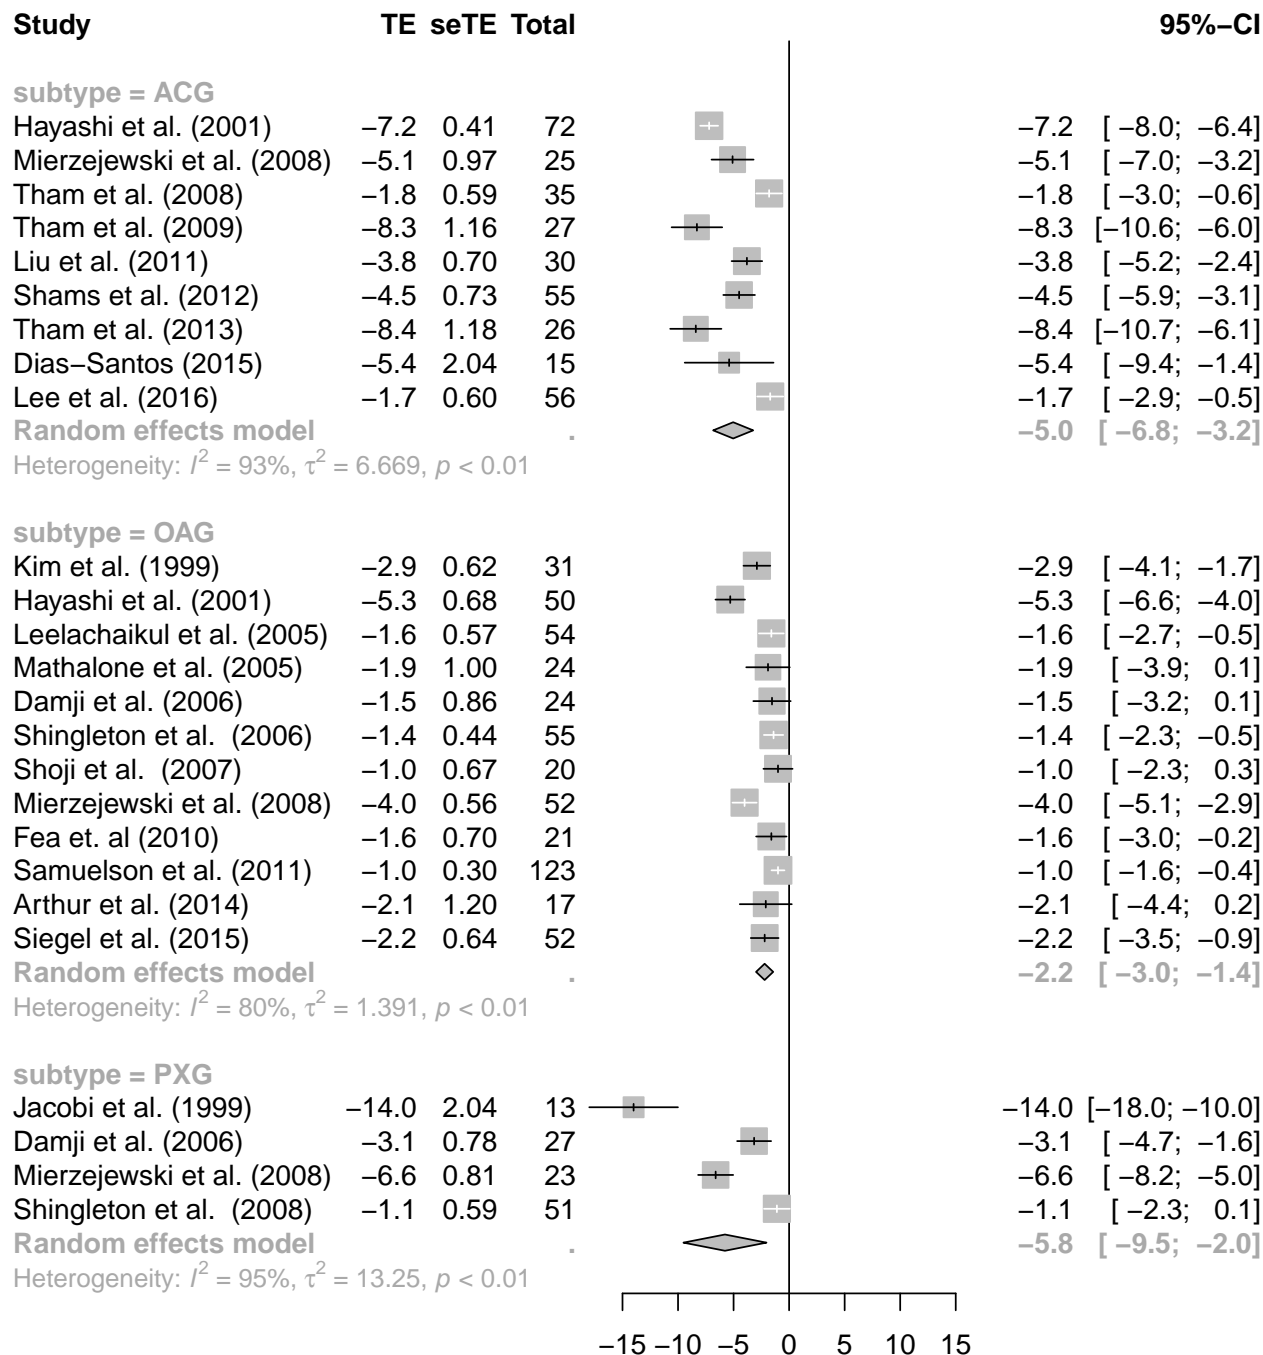 Study TE seTE Total 95%−CI
subtype = ACG
Hayashi et al. (2001) −7.2 0.41 72 −7.2 [ −8.0; −6.4]
Mierzejewski et al. (2008) −5.1 0.97 25 −5.1 [ −7.0; −3.2]
Tham et al. (2008) −1.8 0.59 35 −1.8 [ −3.0; −0.6]
Tham et al. (2009) −8.3 1.16 27 −8.3 [−10.6; −6.0]
Liu et al. (2011) −3.8 0.70 30 −3.8 [ −5.2; −2.4]
Shams et al. (2012) −4.5 0.73 55 −4.5 [ −5.9; −3.1]
Tham et al. (2013) −8.4 1.18 26 −8.4 [−10.7; −6.1]
Dias−Santos (2015) −5.4 2.04 15 −5.4 [ −9.4; −1.4]
Lee et al. (2016) −1.7 0.60 56 −1.7 [ −2.9; −0.5]
Random effects model . −5.0 [ −6.8; −3.2]
Heterogeneity: I² = 93%, τ² = 6.669, p < 0.01
subtype = OAG
Kim et al. (1999) −2.9 0.62 31 −2.9 [ −4.1; −1.7]
Hayashi et al. (2001) −5.3 0.68 50 −5.3 [ −6.6; −4.0]
Leelachaikul et al. (2005) −1.6 0.57 54 −1.6 [ −2.7; −0.5]
Mathalone et al. (2005) −1.9 1.00 24 −1.9 [ −3.9; 0.1]
Damji et al. (2006) −1.5 0.86 24 −1.5 [ −3.2; 0.1]
Shingleton et al. (2006) −1.4 0.44 55 −1.4 [ −2.3; −0.5]
Shoji et al. (2007) −1.0 0.67 20 −1.0 [ −2.3; 0.3]
Mierzejewski et al. (2008) −4.0 0.56 52 −4.0 [ −5.1; −2.9]
Fea et. al (2010) −1.6 0.70 21 −1.6 [ −3.0; −0.2]
Samuelson et al. (2011) −1.0 0.30 123 −1.0 [ −1.6; −0.4]
Arthur et al. (2014) −2.1 1.20 17 −2.1 [ −4.4; 0.2]
Siegel et al. (2015) −2.2 0.64 52 −2.2 [ −3.5; −0.9]
Random effects model . −2.2 [ −3.0; −1.4]
Heterogeneity: I² = 80%, τ² = 1.391, p < 0.01
subtype = PXG
Jacobi et al. (1999) −14.0 2.04 13 −14.0 [−18.0; −10.0]
Damji et al. (2006) −3.1 0.78 27 −3.1 [ −4.7; −1.6]
Mierzejewski et al. (2008) −6.6 0.81 23 −6.6 [ −8.2; −5.0]
Shingleton et al. (2008) −1.1 0.59 51 −1.1 [ −2.3; 0.1]
Random effects model . −5.8 [ −9.5; −2.0]
Heterogeneity: I² = 95%, τ² = 13.25, p < 0.01
−15 −10 −5 0 5 10 15